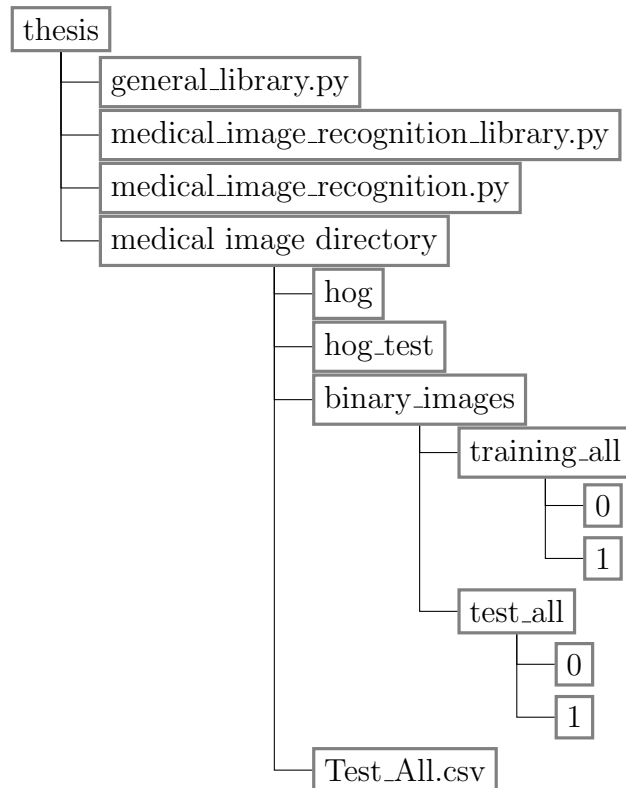 thesis
general_library.py
medical_image_recognition_library.py
medical_image_recognition.py
medical image directory
hog
hog_test
binary_images
training_all
0
1
test_all
0
1
Test_All.csv